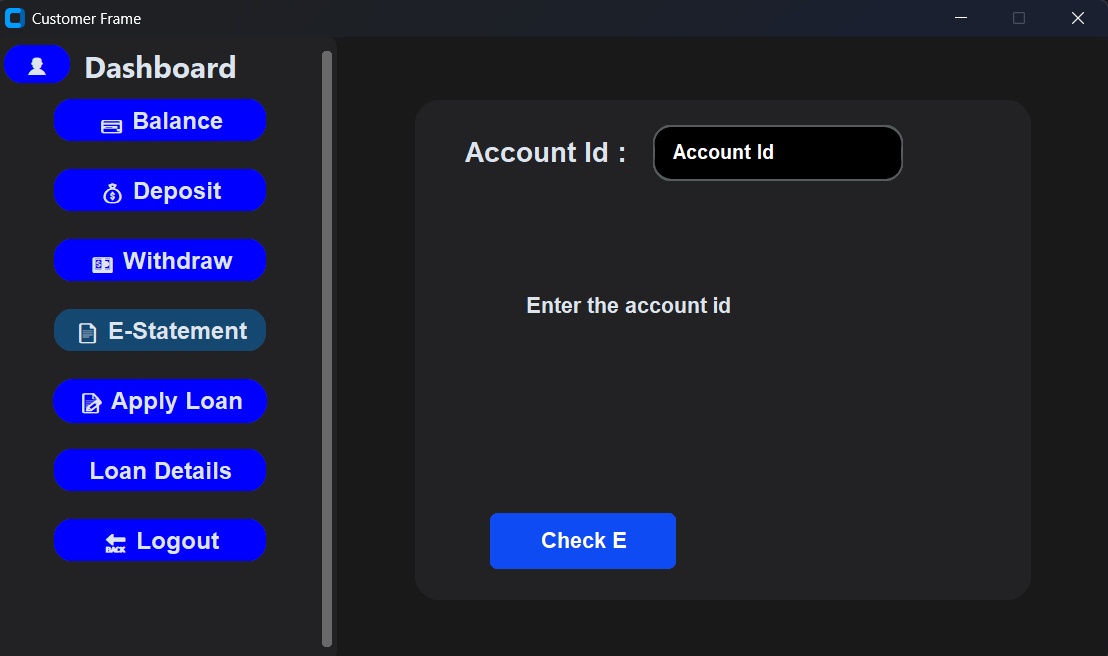 Customer Frame
Dashboard
Balance
Deposit
Withdraw
E-Statement
Apply Loan
Loan Details
BACK Logout
Account Id :
Account Id
Enter the account id
Check E